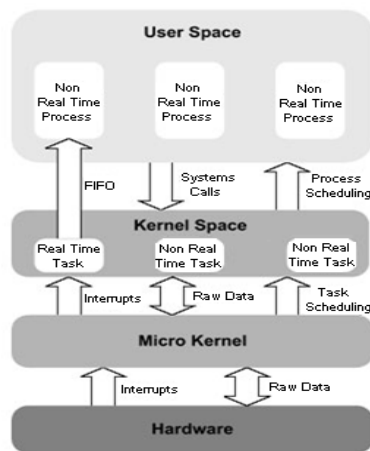 User Space
Non
Real Time
Process
Non
Real Time
Process
Non
Real Time
Process
FIFO
Systems
Calls
Process
Scheduling
Kernel Space
Real Time
Task
Non Real
Time Task
Non Real
Time Task
Interrupts
Raw Data
Task
Scheduling
Micro Kernel
Interrupts
Raw Data
Hardware